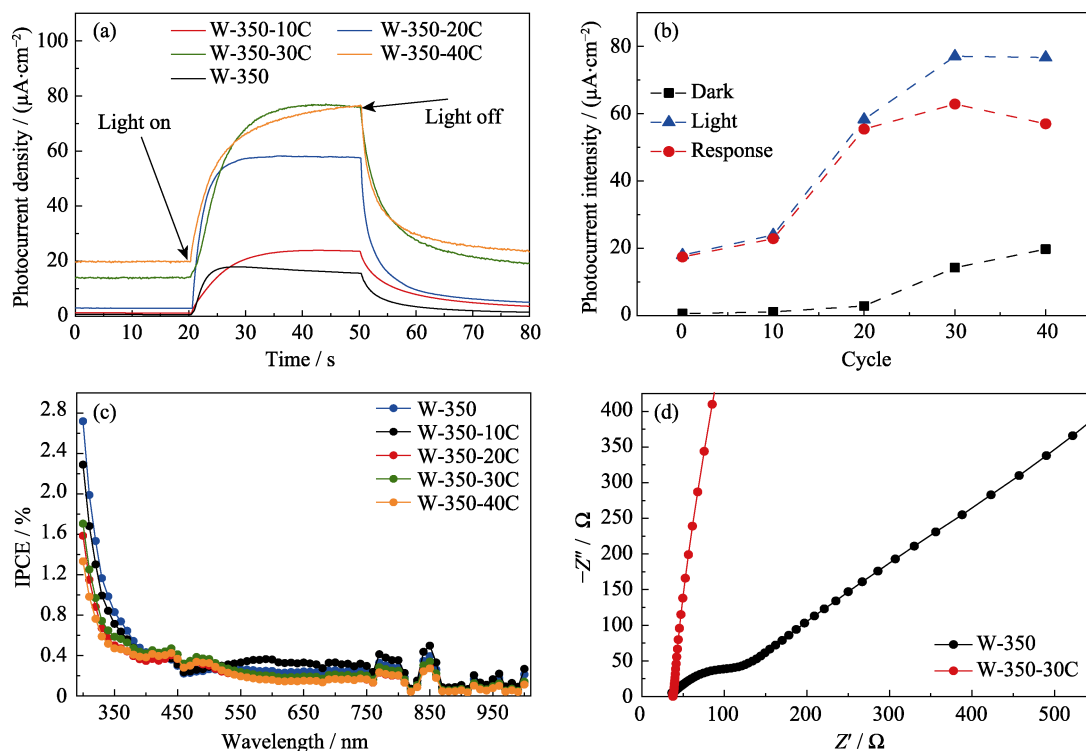 (a)
W-350-10C
W-350-20C
W-350-30C
W-350-40C
W-350
Light on
Light off
Photocurrent density / (μA·cm−2)
100
80
60
40
20
0
0 10 20 30 40 50 60 70 80
Time / s
(b)
Dark
Light
Response
Photocurrent intensity / (μA·cm−2)
80
60
40
20
0
0 10 20 30 40
Cycle
(c)
W-350
W-350-10C
W-350-20C
W-350-30C
W-350-40C
IPCE / %
2.8
2.4
2.0
1.6
1.2
0.8
0.4
0
350 450 550 650 750 850 950
Wavelength / nm
(d)
W-350
W-350-30C
−Z″ / Ω
400
350
300
250
200
150
100
50
0
0 100 200 300 400 500
Z′ / Ω